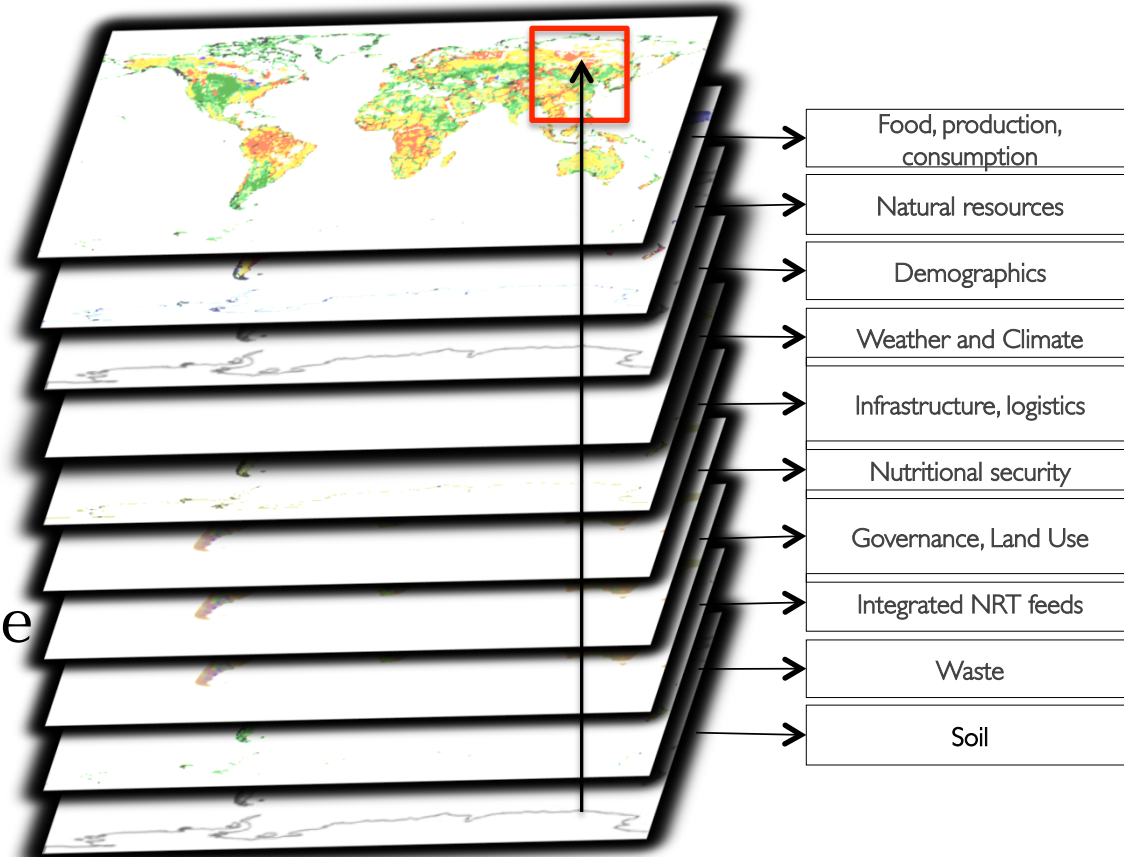 Food, production,
consumption
Natural resources
Demographics
Weather and Climate
Infrastructure, logistics
Nutritional security
Governance, Land Use
e
Integrated NRT feeds
Waste
Soil